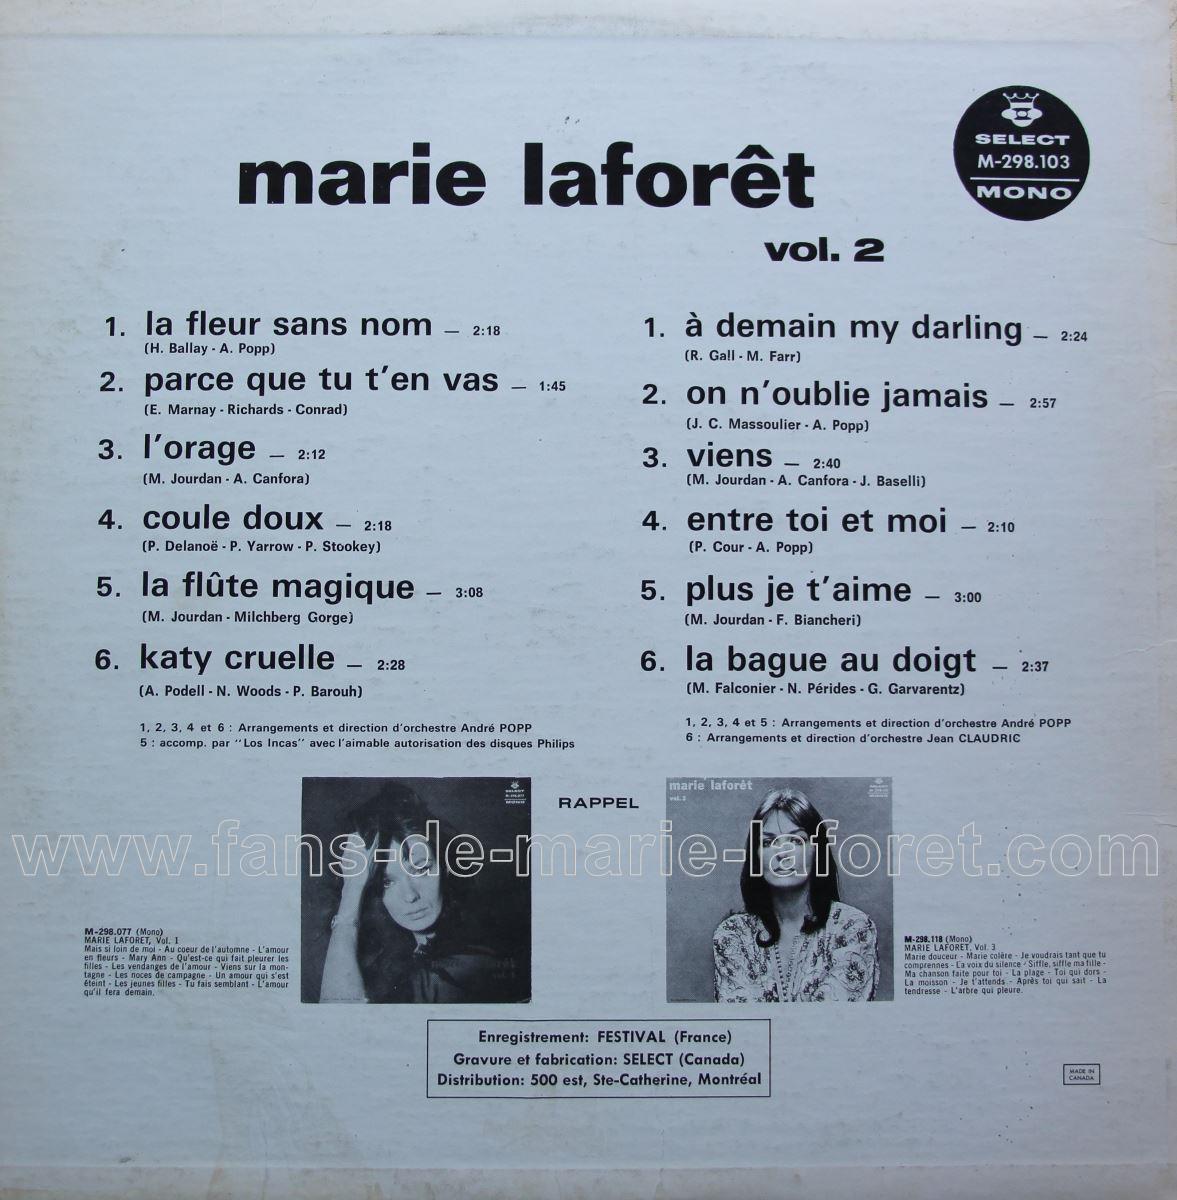 SELECT
M-298.103
MONO
marie laforêt
vol. 2
1. la fleur sans nom — 2:18
(H. Ballay - A. Popp)
2. parce que tu t'en vas — 1:45
(E. Marnay - Richards - Conrad)
3. l'orage — 2:12
(M. Jourdan - A. Canfora)
4. coule doux — 2:18
(P. Delanoë - P. Yarrow - P. Stookey)
5. la flûte magique — 3:08
(M. Jourdan - Milchberg Gorge)
6. katy cruelle — 2:28
(A. Podell - N. Woods - P. Barouh)
1, 2, 3, 4 et 6 : Arrangements et direction d'orchestre André POPP
5 : accomp. par "Los Incas" avec l'aimable autorisation des disques Philips
1. à demain my darling — 2:24
(R. Gall - M. Farr)
2. on n'oublie jamais — 2:57
(J. C. Massoulier - A. Popp)
3. viens — 2:40
(M. Jourdan - A. Canfora - J. Baselli)
4. entre toi et moi — 2:10
(P. Cour - A. Popp)
5. plus je t'aime — 3:00
(M. Jourdan - F. Biancheri)
6. la bague au doigt — 2:37
(M. Falconier - N. Pérides - G. Garvarentz)
1, 2, 3, 4 et 5 : Arrangements et direction d'orchestre André POPP
6 : Arrangements et direction d'orchestre Jean CLAUDRIC
SELECT
MONO
RAPPEL
marie laforêt
vol. 3
www.fans-de-marie-laforet.com
M-298.077 (Mono)
MARIE LAFORET, Vol. 1
Mais si loin de moi - Au coeur de l'automne - L'amour
en fleurs - Mary Ann - Qu'est-ce qui fait pleurer les
filles - Les vendanges de l'amour - Viens sur la mon-
tagne - Les noces de campagne - Un amour qui s'est
éteint - Les jeunes filles - Tu fais semblant - L'amour
qu'il fera demain.
M-298.118 (Mono)
MARIE LAFORET, Vol. 3
Marie douceur - Marie colère - Je voudrais tant que tu
comprennes - La voix du silence - Siffle, siffle ma fille -
Ma chanson faite pour toi - La plage - Toi qui dors -
La moisson - Je t'attends - Après toi qui sait - La
tendresse - L'arbre qui pleure.
Enregistrement: FESTIVAL (France)
Gravure et fabrication: SELECT (Canada)
Distribution: 500 est, Ste-Catherine, Montréal
MADE IN
CANADA